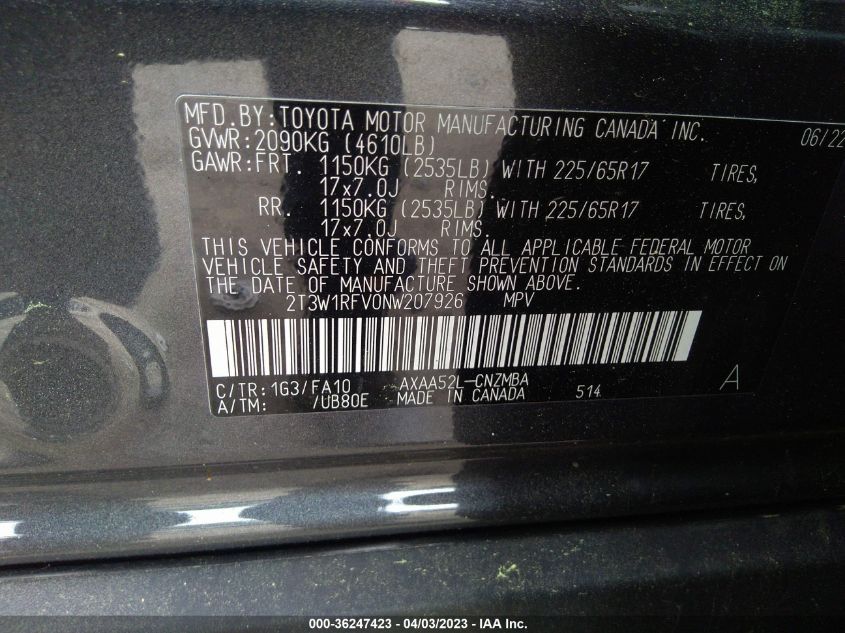 MFD.BY:TOYOTA MOTOR MANUFACTURING CANADA INC. 06/22
GVWR:2090KG (4610LB)
GAWR:FRT. 1150KG (2535LB) WITH 225/65R17 TIRES,
17x7.0J RIMS.
RR. 1150KG (2535LB) WITH 225/65R17 TIRES,
17x7.0J RIMS.
THIS VEHICLE CONFORMS TO ALL APPLICABLE FEDERAL MOTOR
VEHICLE SAFETY AND THEFT PREVENTION STANDARDS IN EFFECT ON
THE DATE OF MANUFACTURE SHOWN ABOVE.
2T3W1RFV0NW207926 MPV
C/TR:1G3/FA10 AXAA52L-CNZMBA
A/TM: /UB80E MADE IN CANADA 514 A
000-36247423 - 04/03/2023 - IAA Inc.